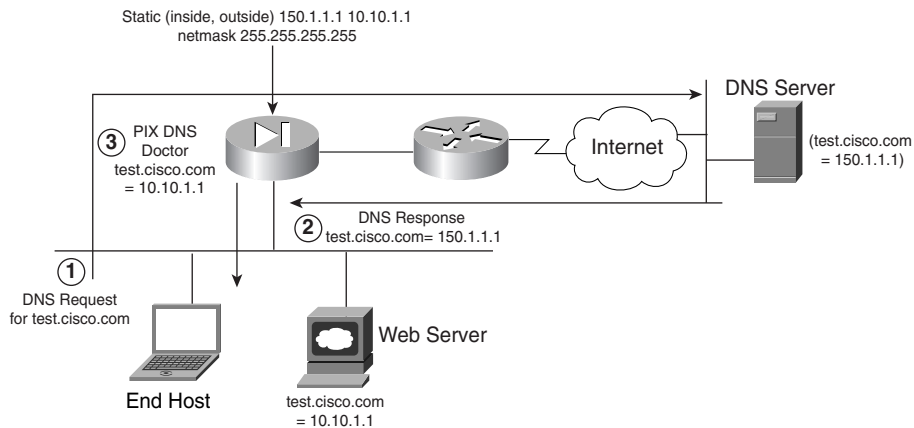 Static (inside, outside) 150.1.1.1 10.10.1.1
netmask 255.255.255.255
DNS Server
(test.cisco.com
= 150.1.1.1)
Internet
3
PIX DNS
Doctor
test.cisco.com
= 10.10.1.1
2
DNS Response
test.cisco.com= 150.1.1.1
1
DNS Request
for test.cisco.com
End Host
Web Server
test.cisco.com
= 10.10.1.1